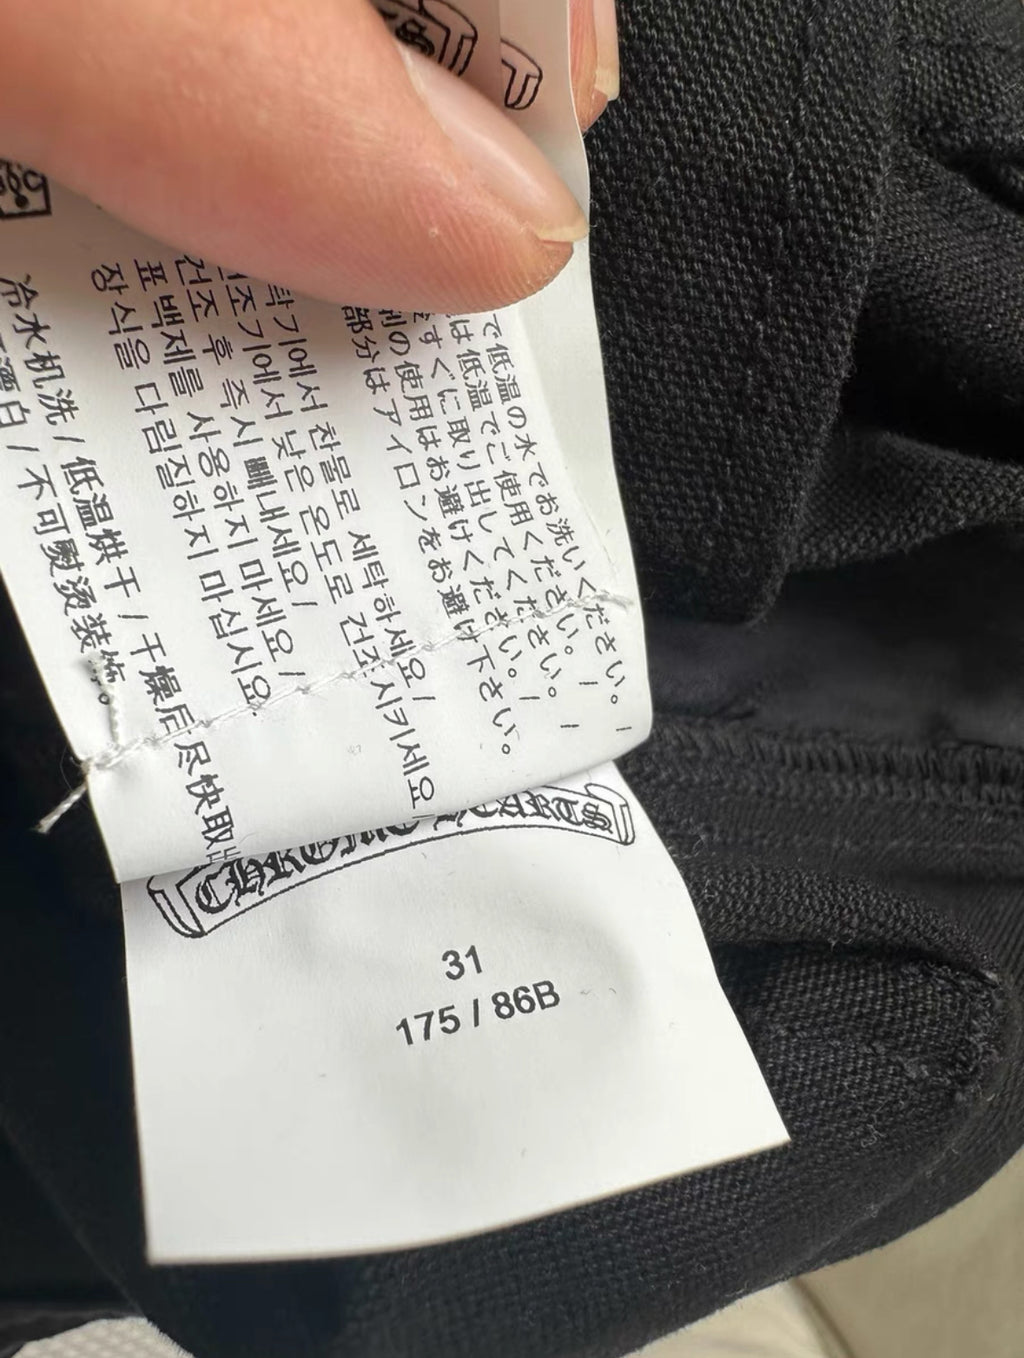 で低温の水でお洗いください。/
は低温でご使用ください。/
すぐに取り出してください。/
の使用はお避けください。/
部分はアイロンをお避け下さい。
기에서 찬물로 세탁하세요/
조기에서 낮은 온도로 건조시키세요
건조 후 즉시 빼내세요/
표백제를 사용하지 마세요/
장식을 다림질하지 마십시요.
冷水机洗/低温烘干/干燥后尽快取出
漂白/不可熨烫装饰。
CHROME HEARTS
31
175 / 86B